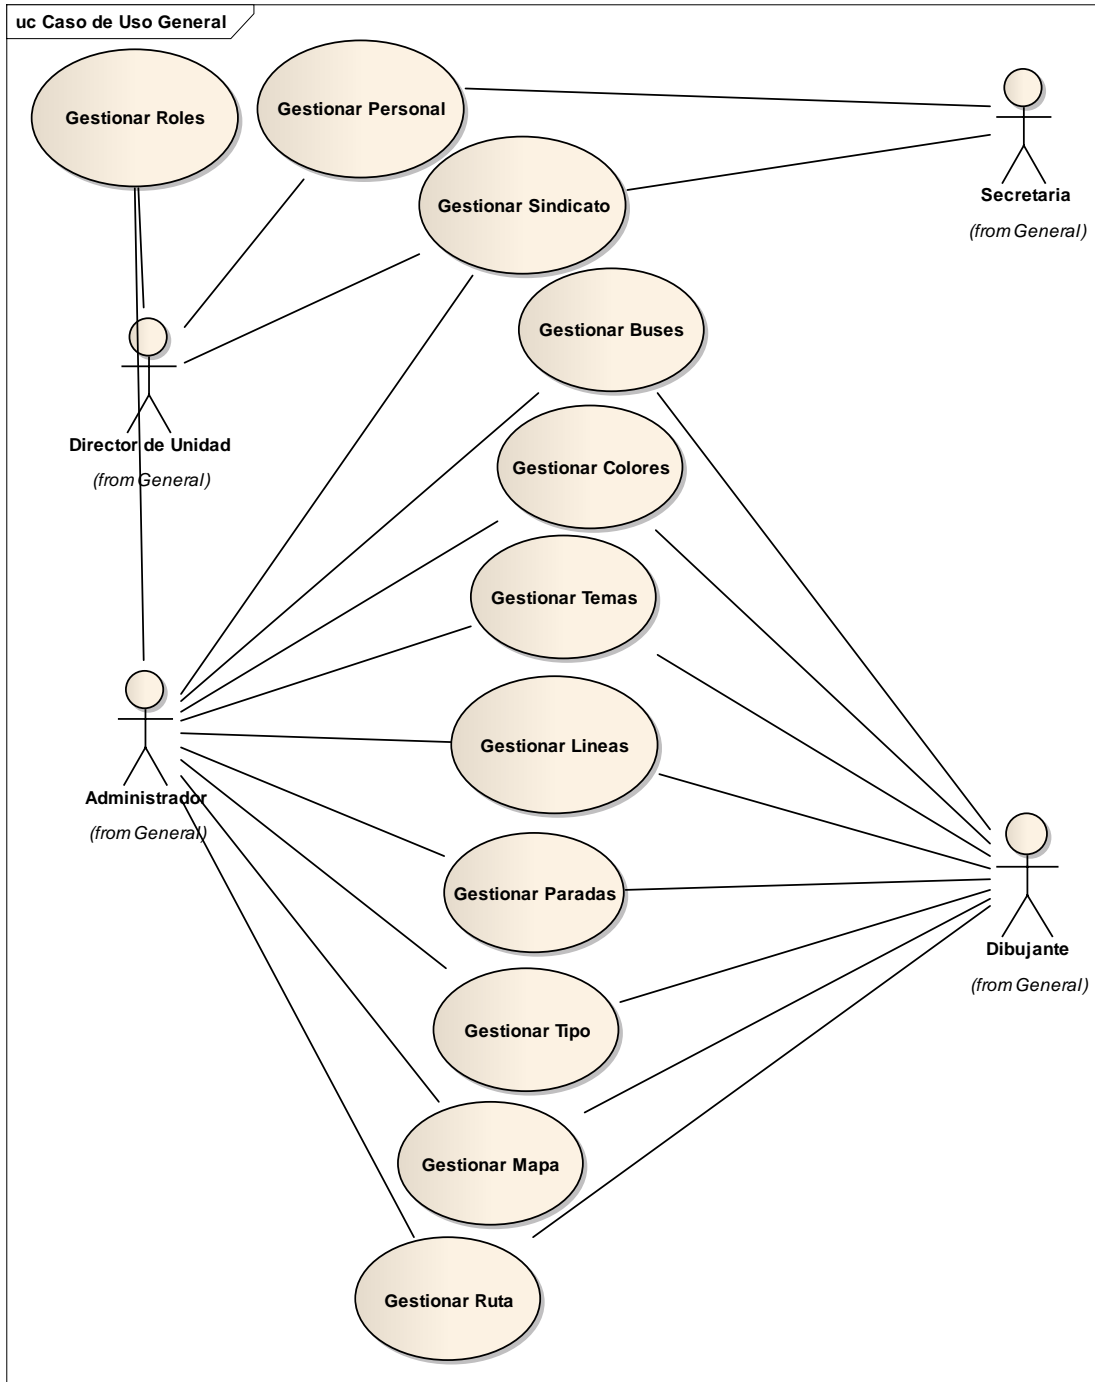 uc Caso de Uso General
Gestionar Roles
Gestionar Personal
Gestionar Sindicato
Secretaria
(from General)
Gestionar Buses
Director de Unidad
(from General)
Gestionar Colores
Gestionar Temas
Gestionar Lineas
Administrador
(from General)
Gestionar Paradas
Dibujante
(from General)
Gestionar Tipo
Gestionar Mapa
Gestionar Ruta